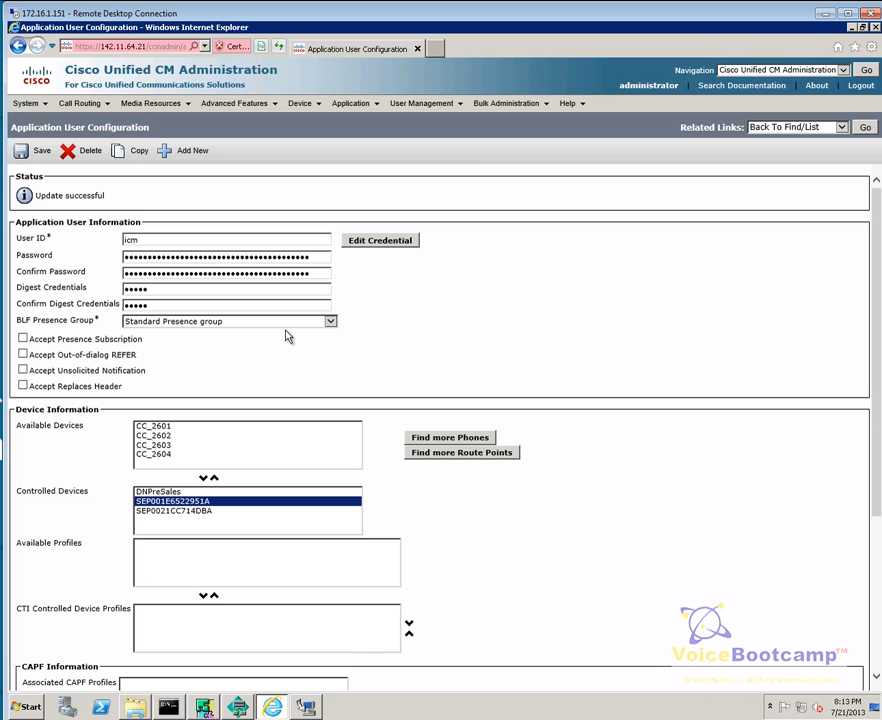 172.16.1.151 - Remote Desktop Connection
Application User Configuration - Windows Internet Explorer
https://142.11.64.21/ccmadmin/a
Cert...
Application User Configuration
CISCO
Cisco Unified CM Administration
For Cisco Unified Communications Solutions
Navigation Cisco Unified CM Administration Go
administrator Search Documentation About Logout
System Call Routing Media Resources Advanced Features Device Application User Management Bulk Administration Help
Application User Configuration
Related Links: Back To Find/List Go
Save Delete Copy Add New
Status
Update successful
Application User Information
User ID* icm Edit Credential
Password
Confirm Password
Digest Credentials
Confirm Digest Credentials
BLF Presence Group* Standard Presence group
Accept Presence Subscription
Accept Out-of-dialog REFER
Accept Unsolicited Notification
Accept Replaces Header
Device Information
Available Devices
CC_2601
CC_2602
CC_2603
CC_2604
Find more Phones
Find more Route Points
Controlled Devices
DNPreSales
SEP001E6522951A
SEP0021CC714DBA
Available Profiles
CTI Controlled Device Profiles
VoiceBootcamp™
CAPF Information
Associated CAPF Profiles
Start
8:13 PM
7/21/2013